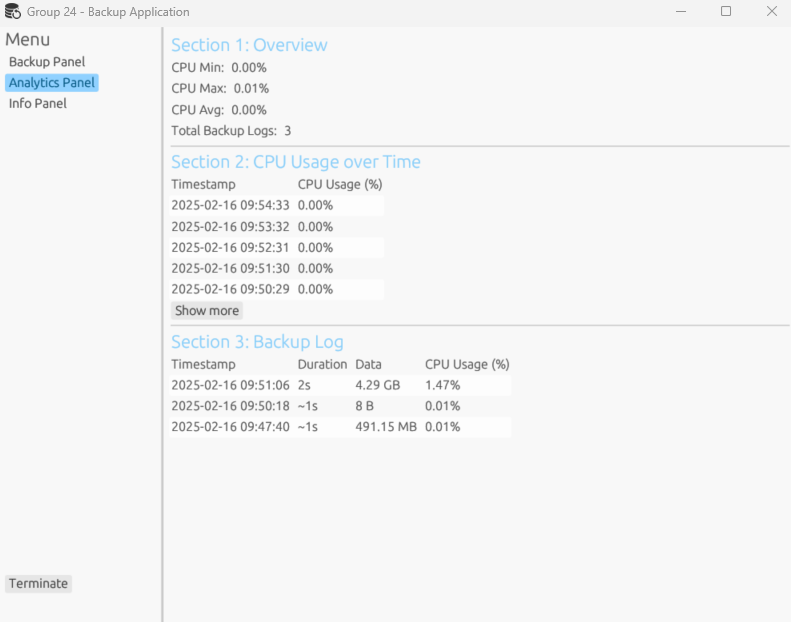 Group 24 - Backup Application
Menu
Backup Panel
Analytics Panel
Info Panel
Terminate
Section 1: Overview
CPU Min: 0.00%
CPU Max: 0.01%
CPU Avg: 0.00%
Total Backup Logs: 3
Section 2: CPU Usage over Time
Timestamp CPU Usage (%)
2025-02-16 09:54:33 0.00%
2025-02-16 09:53:32 0.00%
2025-02-16 09:52:31 0.00%
2025-02-16 09:51:30 0.00%
2025-02-16 09:50:29 0.00%
Show more
Section 3: Backup Log
Timestamp Duration Data CPU Usage (%)
2025-02-16 09:51:06 2s 4.29 GB 1.47%
2025-02-16 09:50:18 ~1s 8 B 0.01%
2025-02-16 09:47:40 ~1s 491.15 MB 0.01%